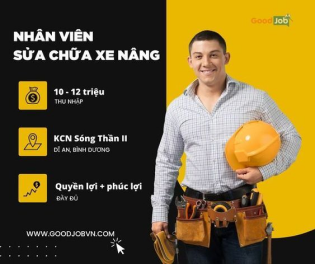 GoodJob
NHÂN VIÊN
SỬA CHỮA XE NÂNG
10 - 12 triệu
THU NHẬP
KCN Sóng Thần II
DĨ AN, BÌNH DƯƠNG
Quyền lợi + phúc lợi
ĐẦY ĐỦ
WWW.GOODJOBVN.COM